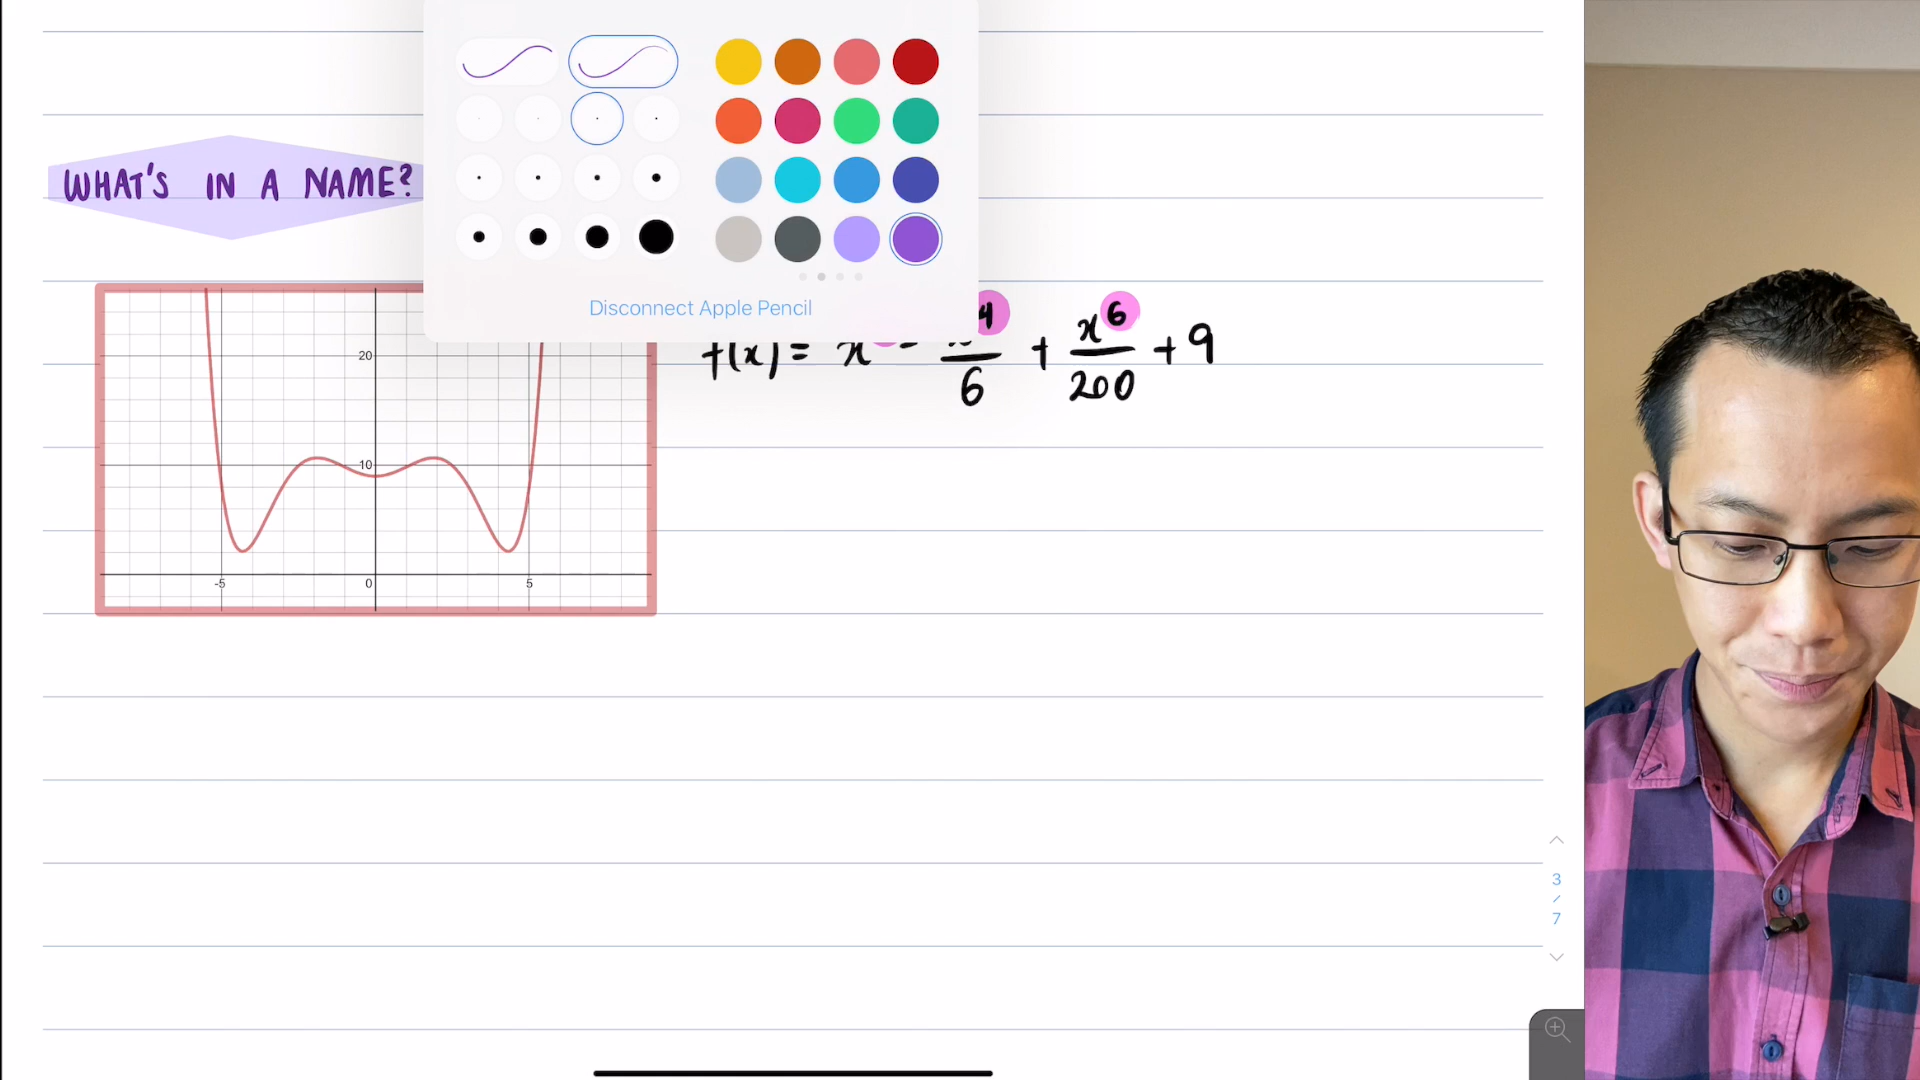 WHAT'S IN A NAME?
Disconnect Apple Pencil
f(x) = x - 4/6 + x^6/200 + 9
20
10
-5 0 5
3
/
7